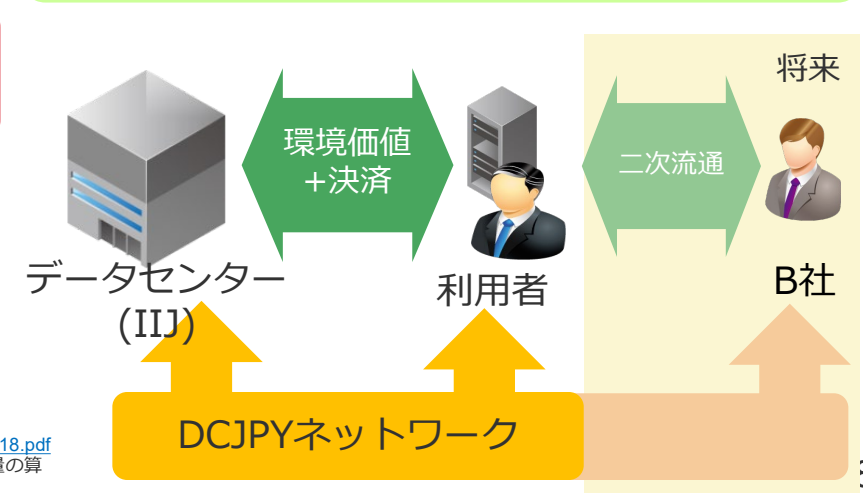 将来
環境価値
+決済
二次流通
データセンター
(IIJ)
利用者
B社
DCJPYネットワーク
18.pdf
の算